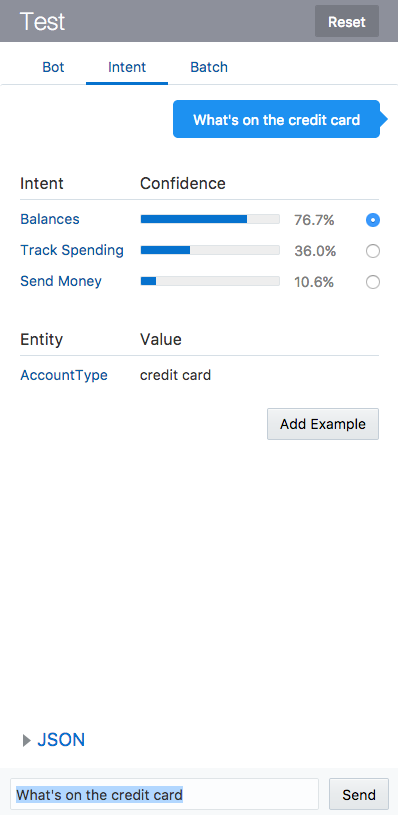 Test Reset
Bot Intent Batch
What's on the credit card
Intent Confidence
Balances 76.7%
Track Spending 36.0%
Send Money 10.6%
Entity Value
AccountType credit card
Add Example
JSON
What's on the credit card Send